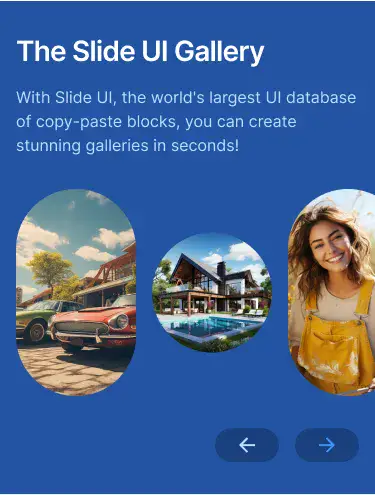 The Slide UI Gallery
With Slide UI, the world's largest UI database
of copy-paste blocks, you can create
stunning galleries in seconds!